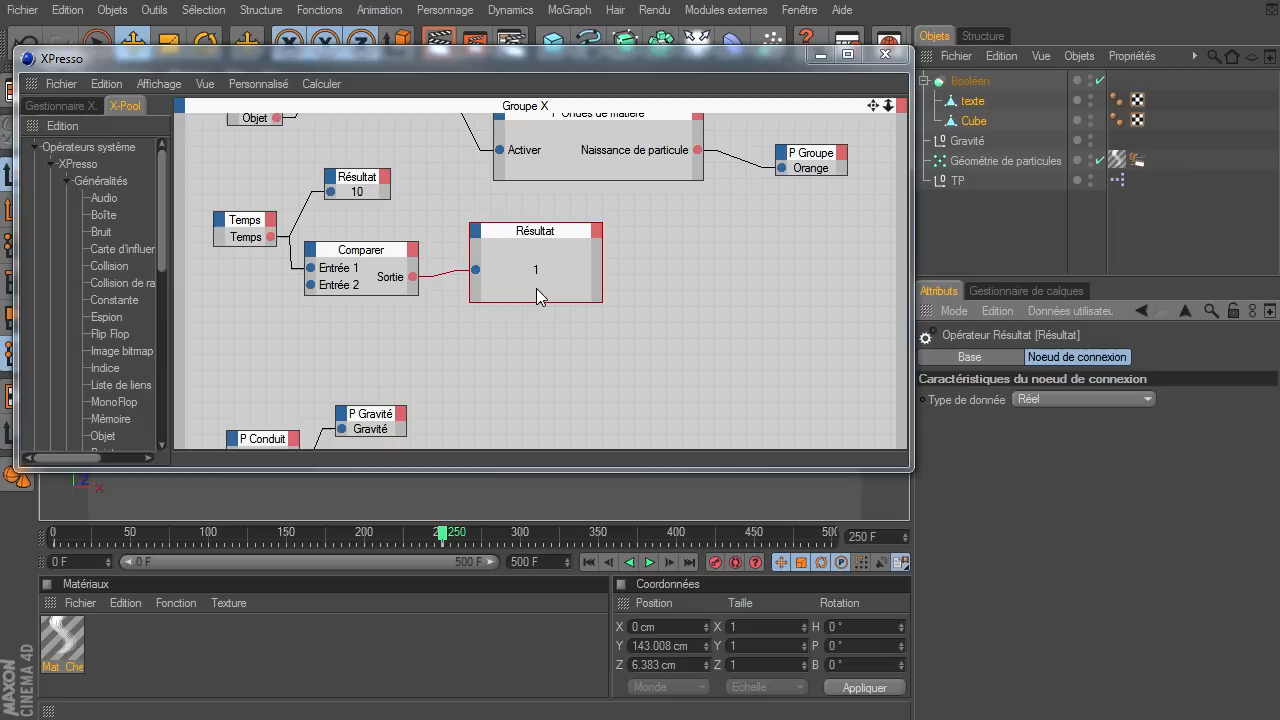 Fichier Edition Objets Outils Sélection Structure Fonctions Animation Personnage Dynamics MoGraph Hair Rendu Modules externes Fenêtre Aide
XPresso
Fichier Edition Affichage Vue Personnalisé Calculer
Gestionnaire X. X-Pool
Edition
Opérateurs système
XPresso
Généralités
Audio
Boîte
Bruit
Carte d'influer
Collision
Collision de ra
Constante
Espion
Flip Flop
Image bitmap
Indice
Liste de liens
MonoFlop
Mémoire
Objet
Groupe X
Objet
P Ondes de matière
Activer Naissance de particule
P Groupe
Orange
Résultat
10
Temps
Temps
Comparer
Entrée 1
Sortie
Entrée 2
Résultat
1
P Gravité
Gravité
P Conduit
Objets Structure
Fichier Edition Vue Objets Propriétés
Booléen
texte
Cube
Gravité
Géométrie de particules
TP
Attributs Gestionnaire de calques
Mode Edition Données utilisateu
Opérateur Résultat [Résultat]
Base Noeud de connexion
Caractéristiques du noeud de connexion
Type de donnée Réel
Z X
0 50 100 150 200 250 300 350 400 450 500
250 F
0 F 0 F 500 F 500 F
Matériaux
Fichier Edition Fonction Texture
Mat. Che
Coordonnées
Position Taille Rotation
X 0 cm X 1 H 0 °
Y 143.008 cm Y 1 P 0 °
Z 6.383 cm Z 1 B 0 °
Monde Echelle Appliquer
MAXON
CINEMA 4D